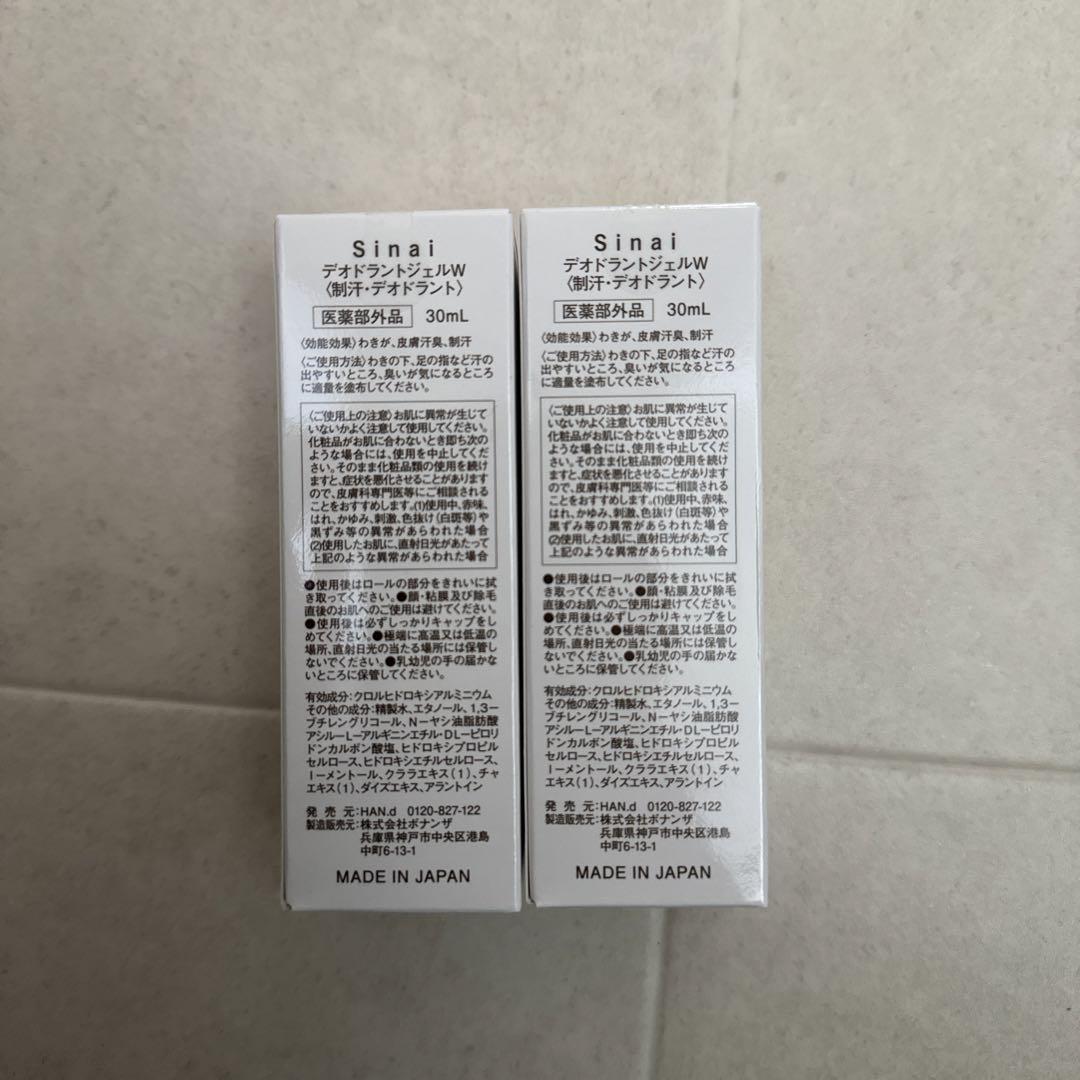 Sinai
デオドラントジェルW
〈制汗・デオドラント〉
医薬部外品 30mL
〈効能効果〉わきが、皮膚汗臭、制汗
〈ご使用方法〉わきの下、足の指など汗の
出やすいところ、臭いが気になるところ
に適量を塗布してください。
〈ご使用上の注意〉お肌に異常が生じて
いないかよく注意して使用してください。
化粧品がお肌に合わないとき即ち次の
ような場合には、使用を中止してくだ
さい。そのまま化粧品類の使用を続け
ますと、症状を悪化させることがあります
ので、皮膚科専門医等にご相談される
ことをおすすめします。(1)使用中、赤味、
はれ、かゆみ、刺激、色抜け(白斑等)や
黒ずみ等の異常があらわれた場合
(2)使用したお肌に、直射日光があたって
上記のような異常があらわれた場合
●使用後はロールの部分をきれいに拭
き取ってください。●顔・粘膜及び除毛
直後のお肌へのご使用は避けてください。
●使用後は必ずしっかりキャップをし
めてください。●極端に高温又は低温の
場所、直射日光の当たる場所には保管し
ないでください。●乳幼児の手の届かな
いところに保管してください。
有効成分:クロルヒドロキシアルミニウム
その他の成分:精製水、エタノール、1,3ー
ブチレングリコール、Nーヤシ油脂肪酸
アシルーLーアルギニンエチル・DLーピロリ
ドンカルボン酸塩、ヒドロキシプロピル
セルロース、ヒドロキシエチルセルロース、
lーメントール、クララエキス(1)、チャ
エキス(1)、ダイズエキス、アラントイン
発売元:HAN.d 0120-827-122
製造販売元:株式会社ボナンザ
兵庫県神戸市中央区港島
中町6-13-1
MADE IN JAPAN
Sinai
デオドラントジェルW
〈制汗・デオドラント〉
医薬部外品 30mL
〈効能効果〉わきが、皮膚汗臭、制汗
〈ご使用方法〉わきの下、足の指など汗の
出やすいところ、臭いが気になるところ
に適量を塗布してください。
〈ご使用上の注意〉お肌に異常が生じて
いないかよく注意して使用してください。
化粧品がお肌に合わないとき即ち次の
ような場合には、使用を中止してくだ
さい。そのまま化粧品類の使用を続け
ますと、症状を悪化させることがあります
ので、皮膚科専門医等にご相談される
ことをおすすめします。(1)使用中、赤味、
はれ、かゆみ、刺激、色抜け(白斑等)や
黒ずみ等の異常があらわれた場合
(2)使用したお肌に、直射日光があたって
上記のような異常があらわれた場合
●使用後はロールの部分をきれいに拭
き取ってください。●顔・粘膜及び除毛
直後のお肌へのご使用は避けてください。
●使用後は必ずしっかりキャップをし
めてください。●極端に高温又は低温の
場所、直射日光の当たる場所には保管し
ないでください。●乳幼児の手の届かな
いところに保管してください。
有効成分:クロルヒドロキシアルミニウム
その他の成分:精製水、エタノール、1,3ー
ブチレングリコール、Nーヤシ油脂肪酸
アシルーLーアルギニンエチル・DLーピロリ
ドンカルボン酸塩、ヒドロキシプロピル
セルロース、ヒドロキシエチルセルロース、
lーメントール、クララエキス(1)、チャ
エキス(1)、ダイズエキス、アラントイン
発売元:HAN.d 0120-827-122
製造販売元:株式会社ボナンザ
兵庫県神戸市中央区港島
中町6-13-1
MADE IN JAPAN